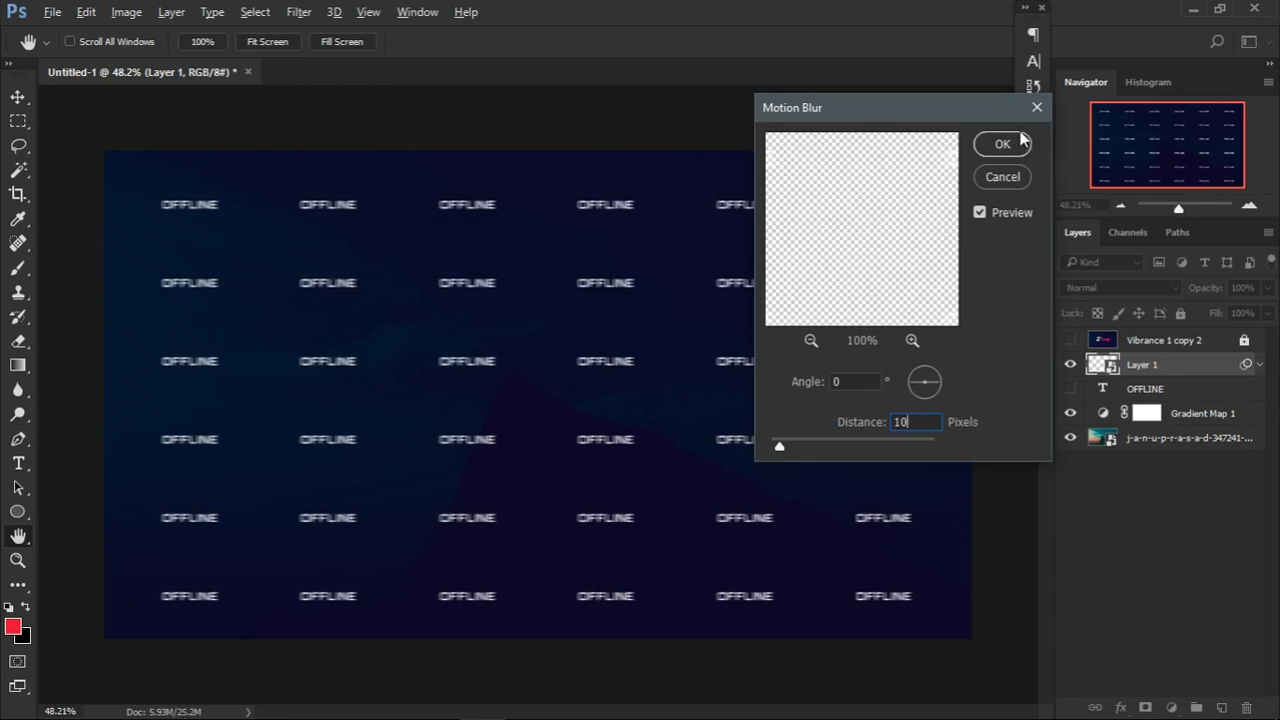 Ps File Edit Image Layer Type Select Filter 3D View Window Help
Scroll All Windows 100% Fit Screen Fill Screen
Untitled-1 @ 48.2% (Layer 1, RGB/8#) * ×
Navigator Histogram
Motion Blur
OK
Cancel
Preview
100%
Angle: 0 °
Distance: 10 Pixels
OFFLINE OFFLINE OFFLINE OFFLINE OFFL
OFFLINE OFFLINE OFFLINE OFFLINE OFFL
OFFLINE OFFLINE OFFLINE OFFLINE OFFL
OFFLINE OFFLINE OFFLINE OFFLINE OFFL
OFFLINE OFFLINE OFFLINE OFFLINE OFFLINE OFFLINE
OFFLINE OFFLINE OFFLINE OFFLINE OFFLINE OFFLINE
48.21%
Layers Channels Paths
Kind
Normal Opacity: 100%
Lock: Fill: 100%
Vibrance 1 copy 2
Layer 1
T OFFLINE
Gradient Map 1
j-a-n-u-p-r-a-s-a-d-347241-...
48.21% Doc: 5.93M/25.2M